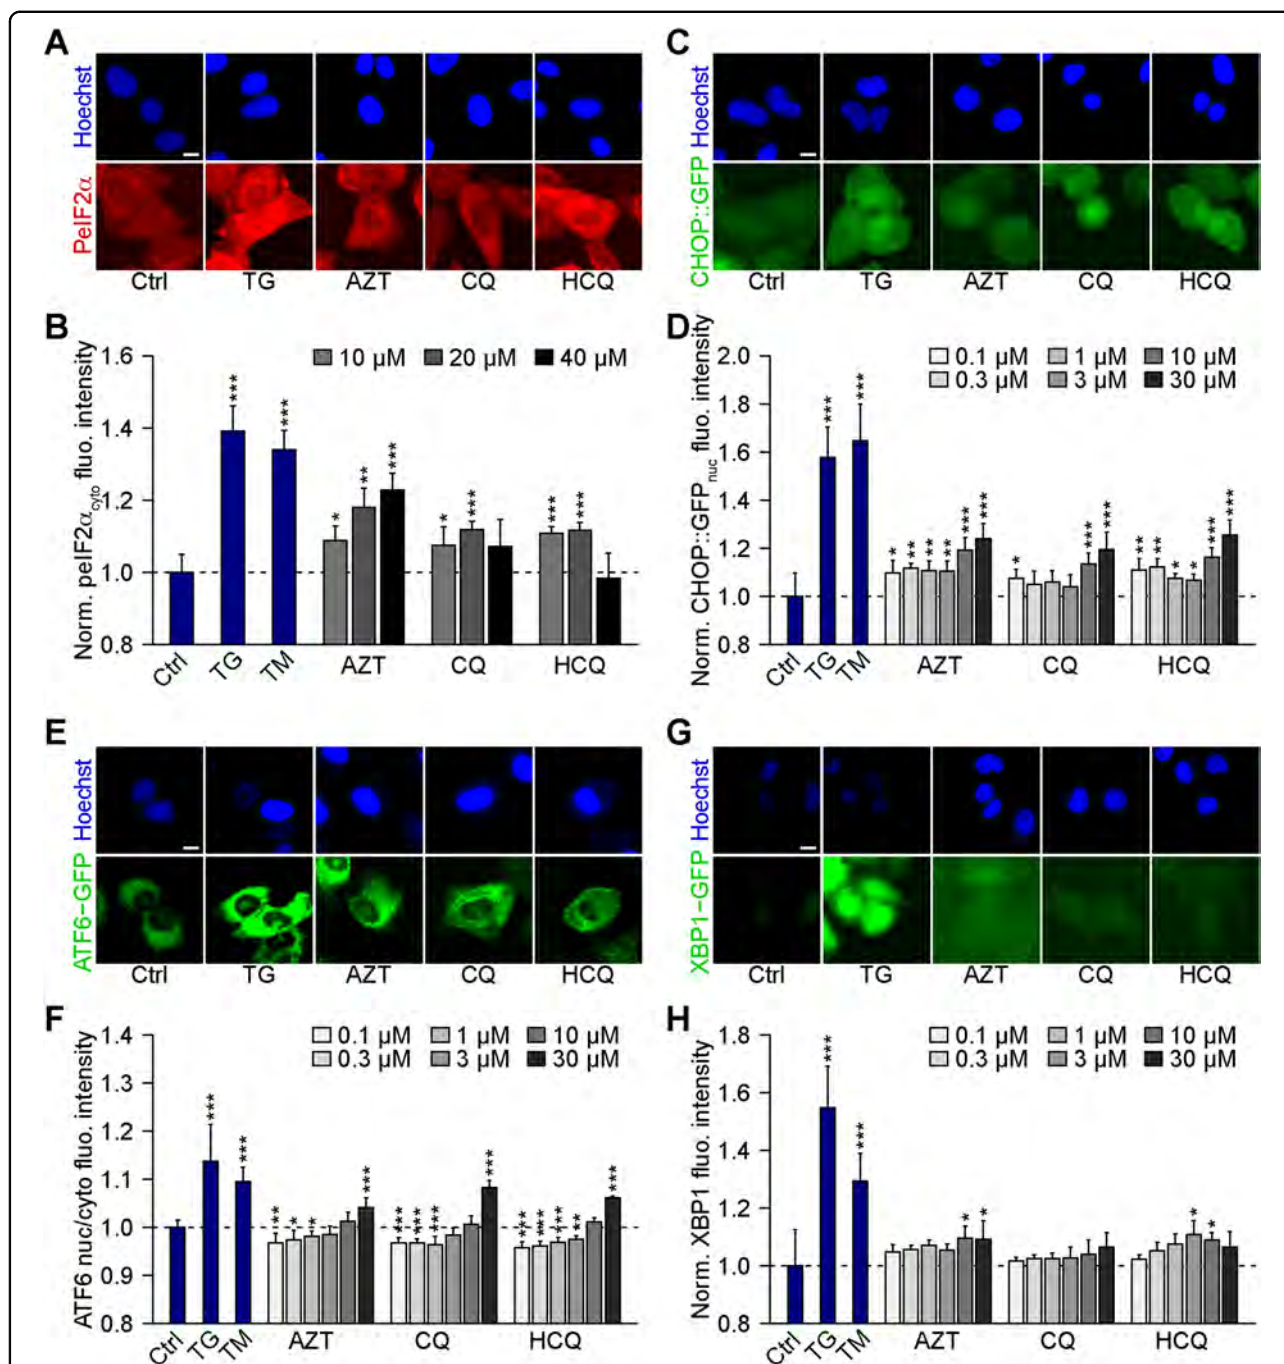 A
Hoechst
PeIF2α
Ctrl TG AZT CQ HCQ
C
Hoechst
CHOP::GFP
Ctrl TG AZT CQ HCQ
B
Norm. peIF2αcyto fluo. intensity
10 µM 20 µM 40 µM
1.6
1.4
1.2
1.0
0.8
*** *** * ** *** * *** *** ***
Ctrl TG TM AZT CQ HCQ
D
Norm. CHOP::GFPnuc fluo. intensity
0.1 µM 1 µM 10 µM
0.3 µM 3 µM 30 µM
2.0
1.8
1.6
1.4
1.2
1.0
0.8
*** *** * ** ** ** *** *** * *** *** ** ** * * *** ***
Ctrl TG TM AZT CQ HCQ
E
Hoechst
ATF6–GFP
Ctrl TG AZT CQ HCQ
G
Hoechst
XBP1–GFP
Ctrl TG AZT CQ HCQ
F
ATF6 nuc/cyto fluo. intensity
0.1 µM 1 µM 10 µM
0.3 µM 3 µM 30 µM
1.4
1.3
1.2
1.1
1.0
0.9
0.8
*** *** ** * * *** *** *** *** *** *** *** *** ** ***
Ctrl TG TM AZT CQ HCQ
H
Norm. XBP1 fluo. intensity
0.1 µM 1 µM 10 µM
0.3 µM 3 µM 30 µM
1.8
1.6
1.4
1.2
1.0
0.8
*** *** * * * *
Ctrl TG TM AZT CQ HCQ